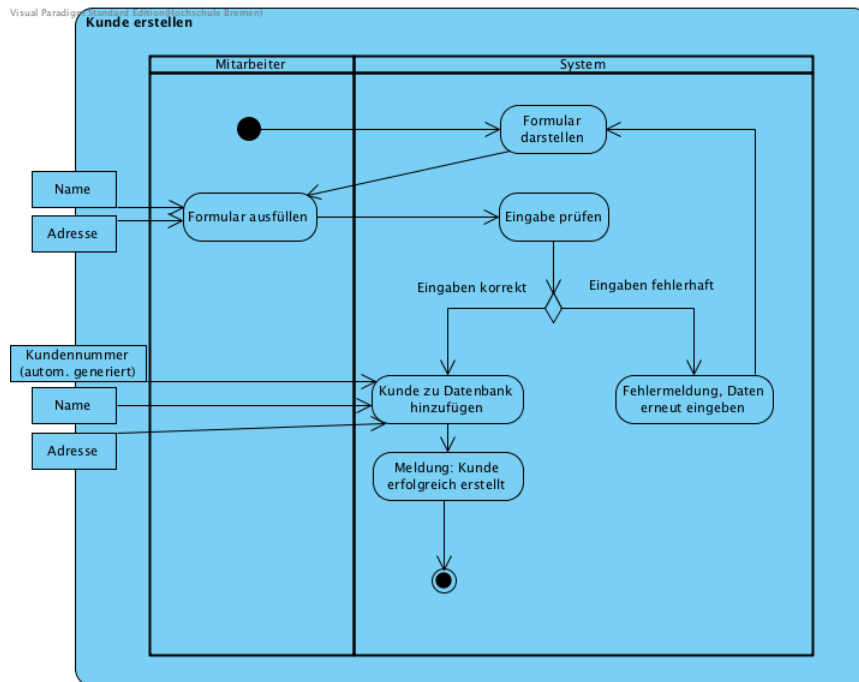 Visual Paradigm Standard Edition(Hochschule Bremen)
Kunde erstellen
Mitarbeiter
System
Formular
darstellen
Name
Adresse
Formular ausfüllen
Eingabe prüfen
Eingaben korrekt
Eingaben fehlerhaft
Kundennummer
(autom. generiert)
Name
Adresse
Kunde zu Datenbank
hinzufügen
Fehlermeldung, Daten
erneut eingeben
Meldung: Kunde
erfolgreich erstellt